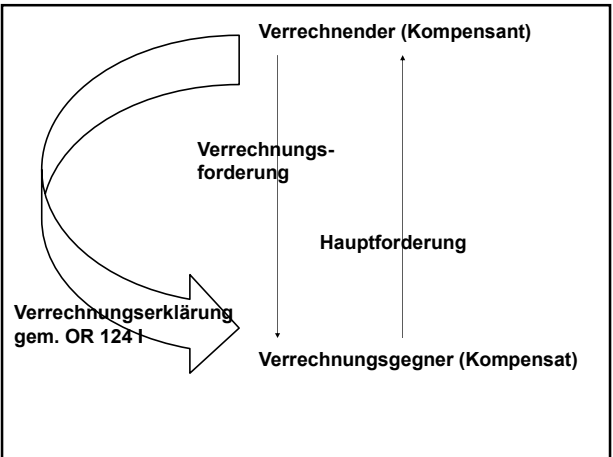 Verrechnender (Kompensant)
Verrechnungs-
forderung
Hauptforderung
Verrechnungserklärung
gem. OR 124 I
Verrechnungsgegner (Kompensat)